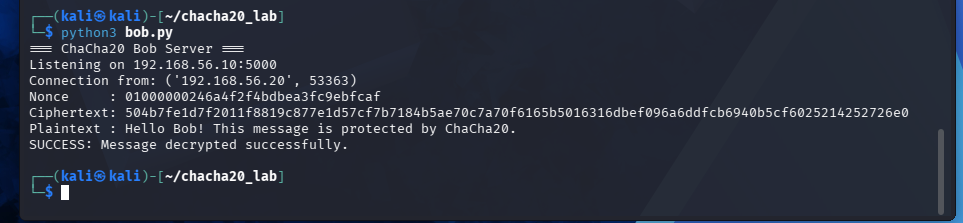 ┌──(kali㉿kali)-[~/chacha20_lab]
└─$ python3 bob.py
=== ChaCha20 Bob Server ===
Listening on 192.168.56.10:5000
Connection from: ('192.168.56.20', 53363)
Nonce     : 01000000246a4f2f4bdbea3fc9ebfcaf
Ciphertext: 504b7fe1d7f2011f8819c877e1d57cf7b7184b5ae70c7a70f6165b5016316dbef096a6ddfcb6940b5cf6025214252726e0
Plaintext : Hello Bob! This message is protected by ChaCha20.
SUCCESS: Message decrypted successfully.
┌──(kali㉿kali)-[~/chacha20_lab]
└─$